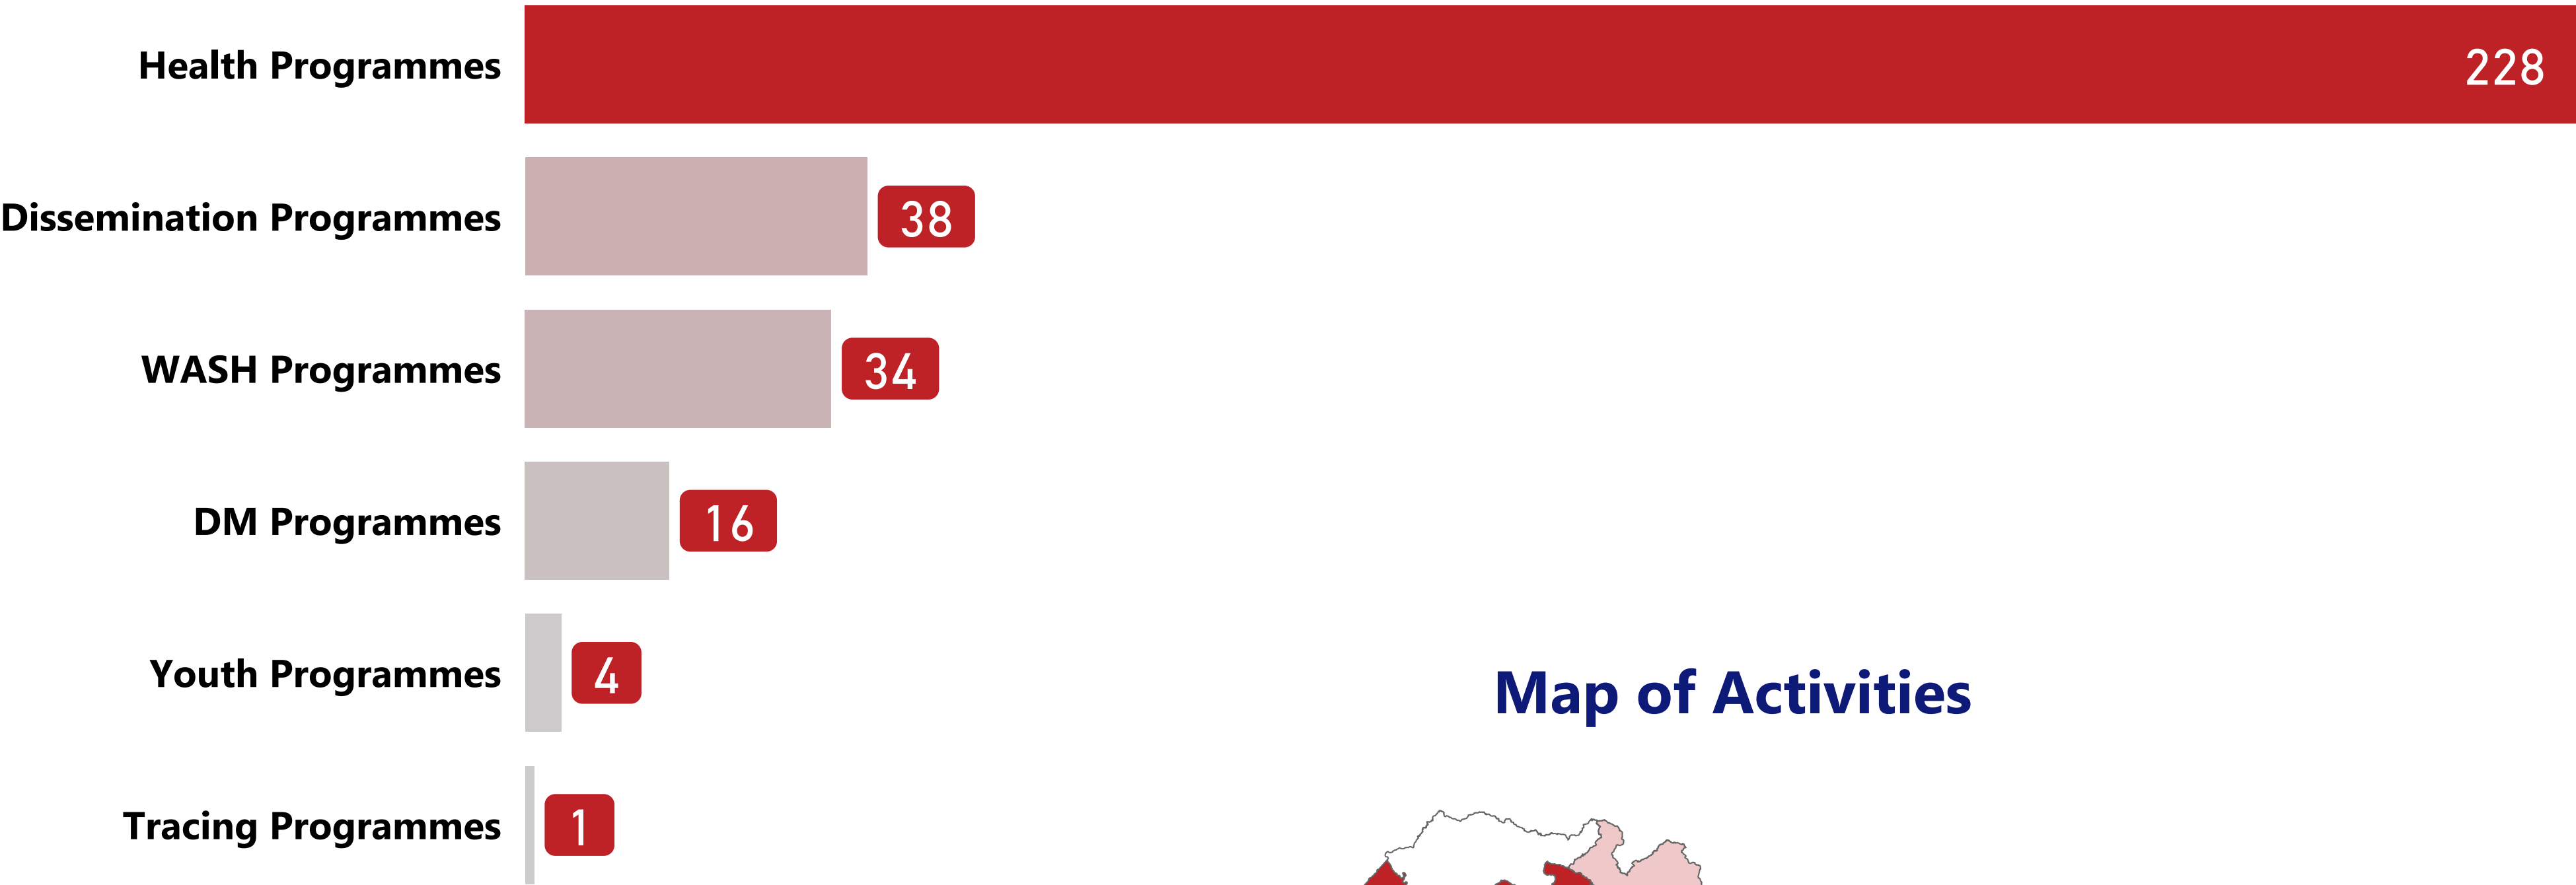 Health Programmes 228
Dissemination Programmes 38
WASH Programmes 34
DM Programmes 16
Youth Programmes 4
Map of Activities
Tracing Programmes 1